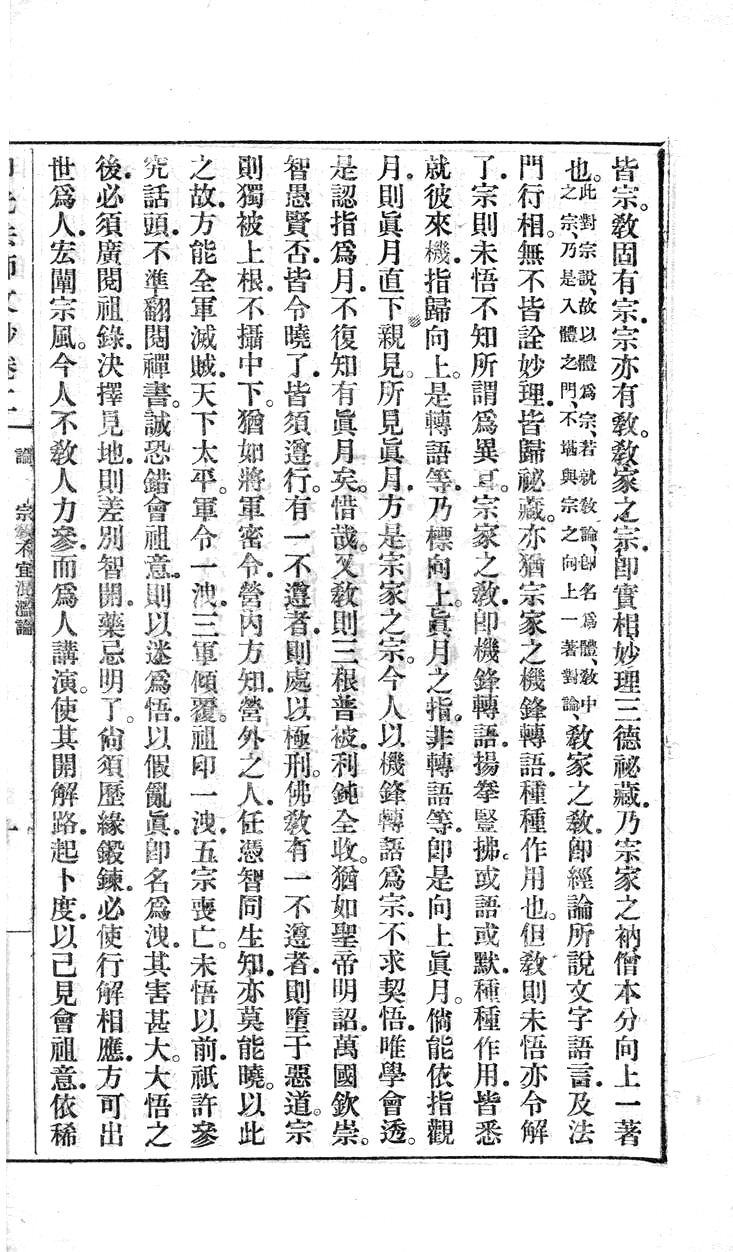 皆宗。教固有宗、宗亦有教。教家之宗、卽實相妙理三德祕藏、乃宗家之衲僧本分向上一著
也。此對宗說、故以體爲宗、若就教論、卽名爲體、教中之宗、乃是入體之門、不堪與宗之向上一著對論、教家之教、卽經論所說文字語言、及法
門行相。無不皆詮妙理、皆歸祕藏。亦猶宗家之機鋒轉語、種種作用也。但教則未悟亦令解
了、宗則未悟不知所謂爲異耳。宗家之教、卽機鋒轉語、揚拳豎拂。或語或默、種種作用、皆悉
就彼來機、指歸向上。是轉語等、乃標向上。眞月之指。非轉語等、卽是向上眞月。倘能依指觀
月。則眞月直下親見。所見眞月、方是宗家之宗。今人以機鋒轉語爲宗、不求契悟、唯學會透。
是認指爲月、不復知有眞月矣。惜哉。又教則三根普被、利鈍全收。猶如聖帝明詔、萬國欽崇。
智愚賢否、皆令曉了、皆須遵行。有一不遵者、則處以極刑。佛教有一不遵者、則墮于惡道。宗
則獨被上根、不攝中下。猶如將軍密令、營內方知、營外之人、任憑智同生知、亦莫能曉。以此
之故、方能全軍滅賊、天下太平。軍令一洩、三軍傾覆。祖印一洩、五宗喪亡。未悟以前、祇許參
究話頭、不準翻閱禪書。誠恐錯會祖意、則以迷爲悟、以假亂眞、卽名爲洩、其害甚大。大悟之
後、必須廣閱祖錄、決擇見地、則差別智開、藥忌明了。尙須歷緣鍛鍊、必使行解相應、方可出
世爲人、宏闡宗風。今人不教人力參、而爲人講演。使其開解路、起卜度、以己見會祖意、依稀
論 宗教不宜混濫論